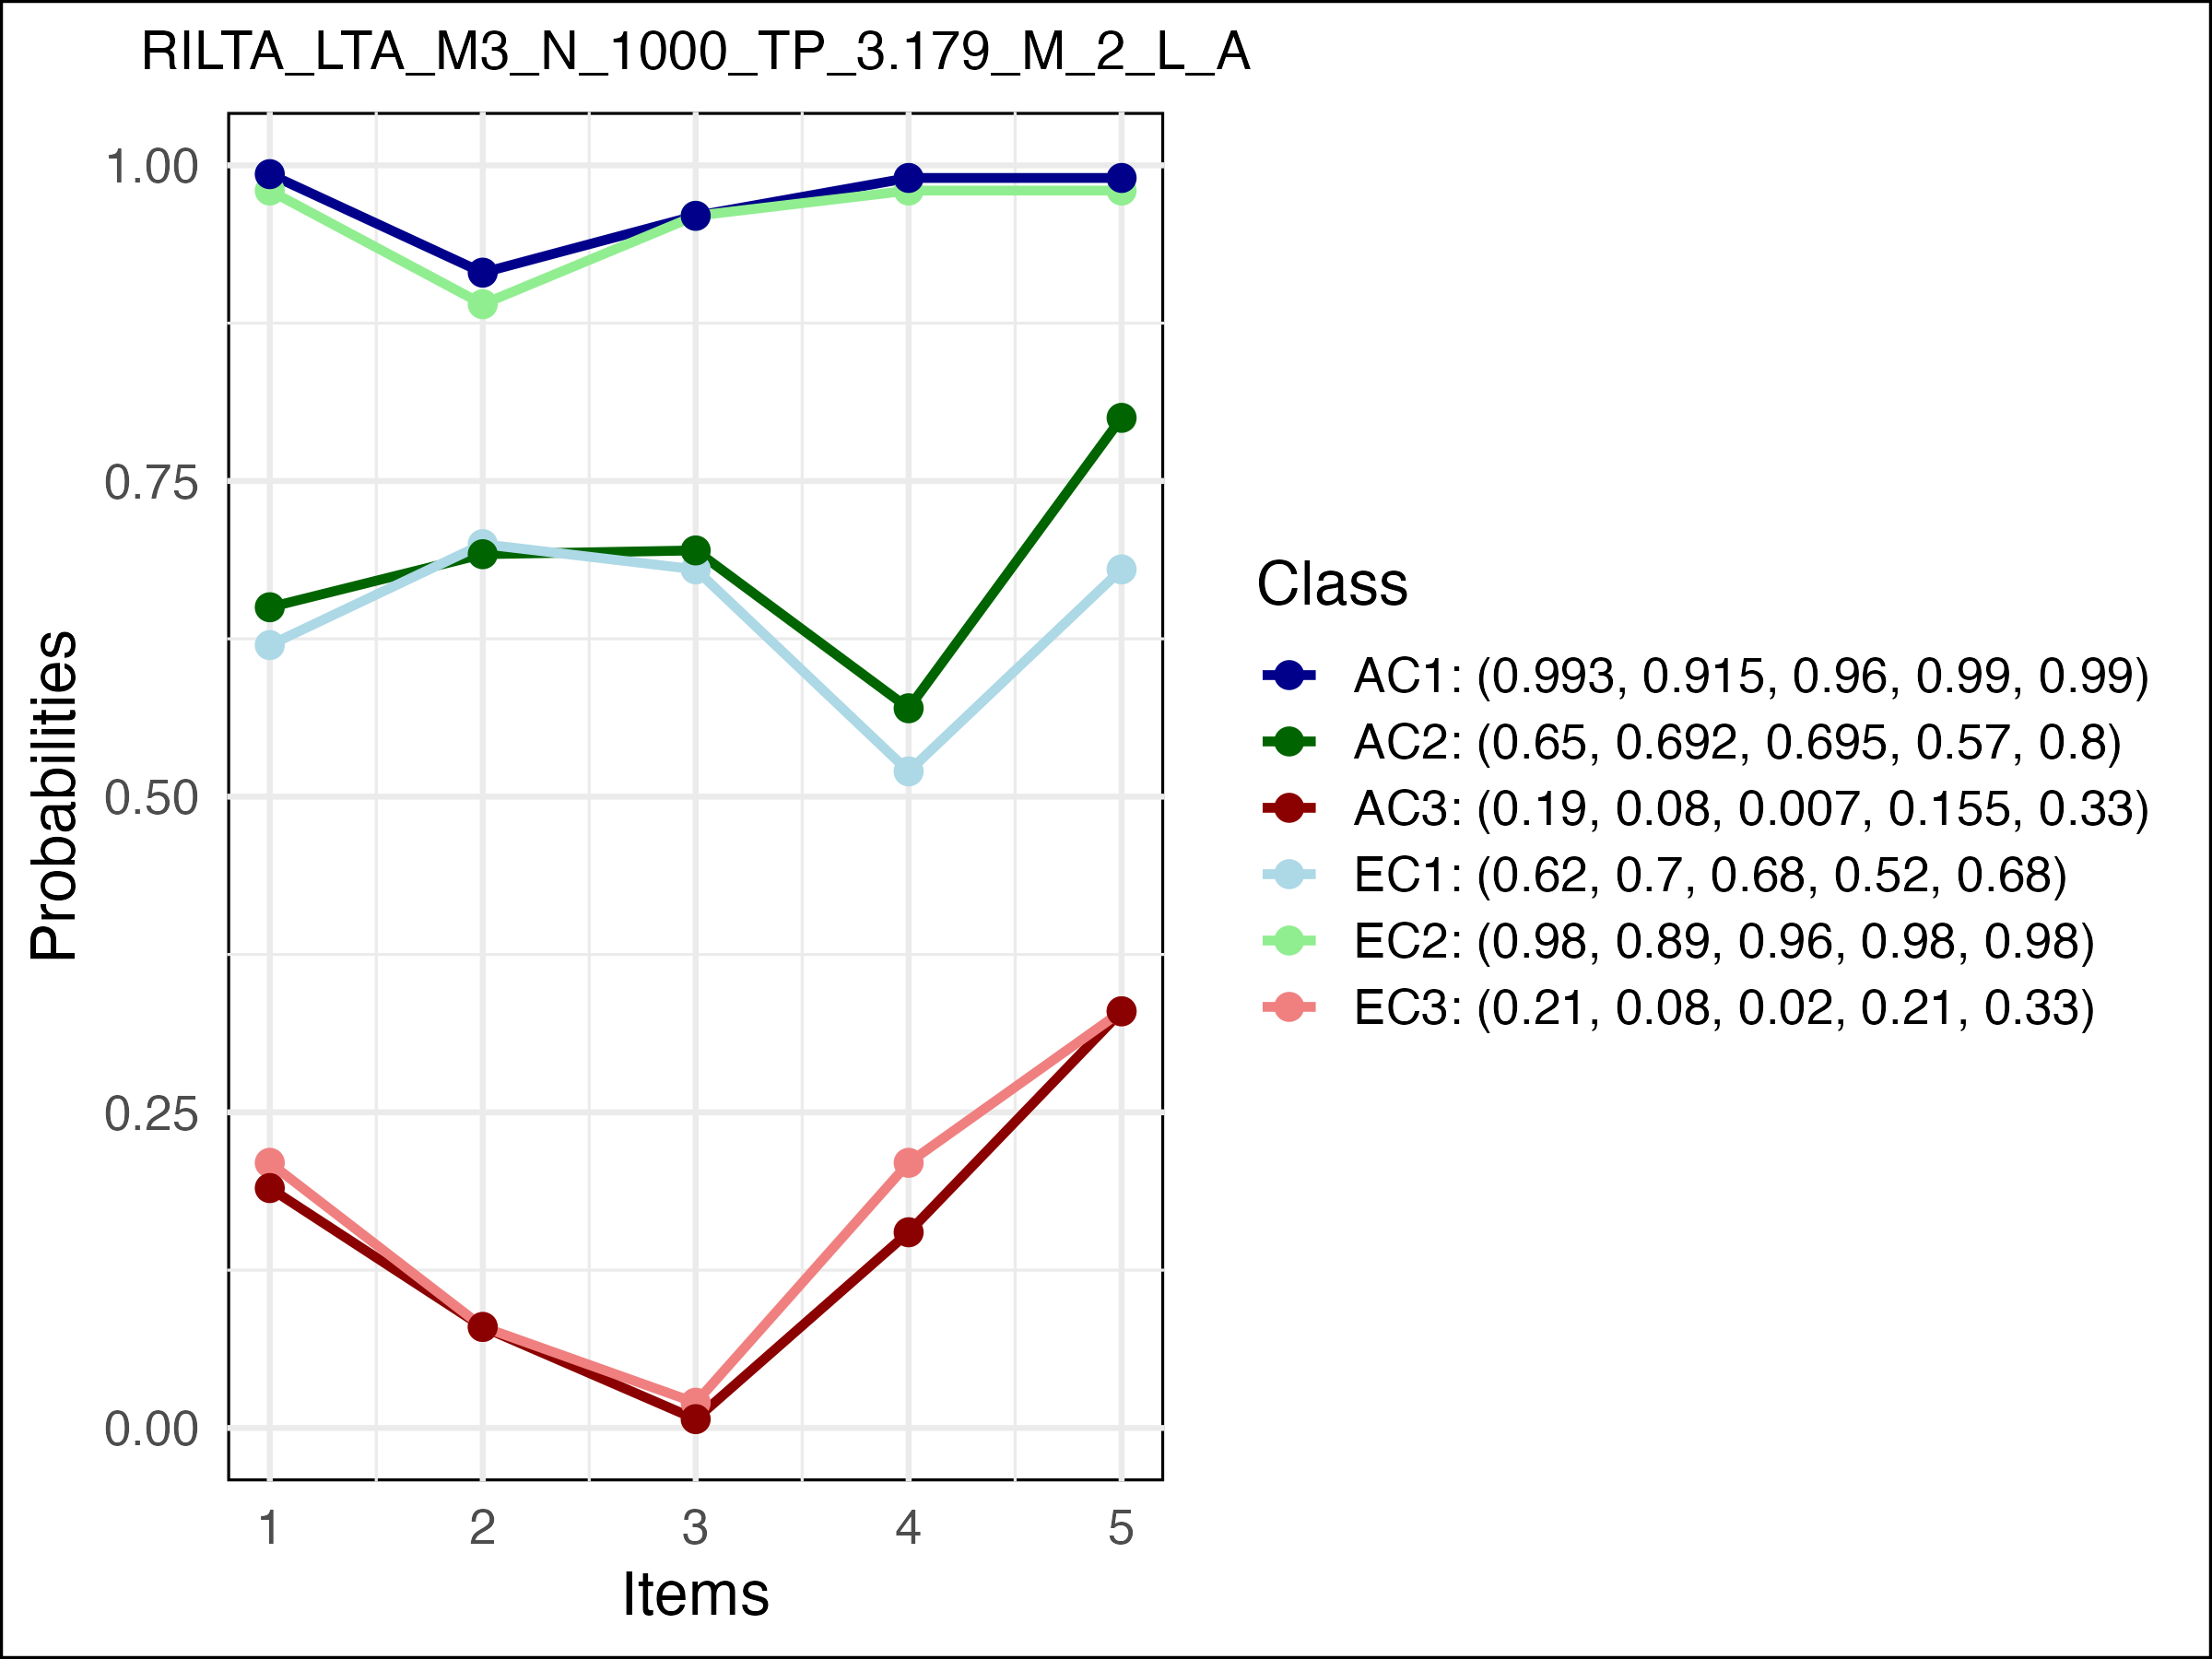 RILTA_LTA_M3_N_1000_TP_3.179_M_2_L_A
1.00
0.75
0.50
0.25
0.00
Probabilities
1 2 3 4 5
Items
Class
AC1: (0.993, 0.915, 0.96, 0.99, 0.99)
AC2: (0.65, 0.692, 0.695, 0.57, 0.8)
AC3: (0.19, 0.08, 0.007, 0.155, 0.33)
EC1: (0.62, 0.7, 0.68, 0.52, 0.68)
EC2: (0.98, 0.89, 0.96, 0.98, 0.98)
EC3: (0.21, 0.08, 0.02, 0.21, 0.33)